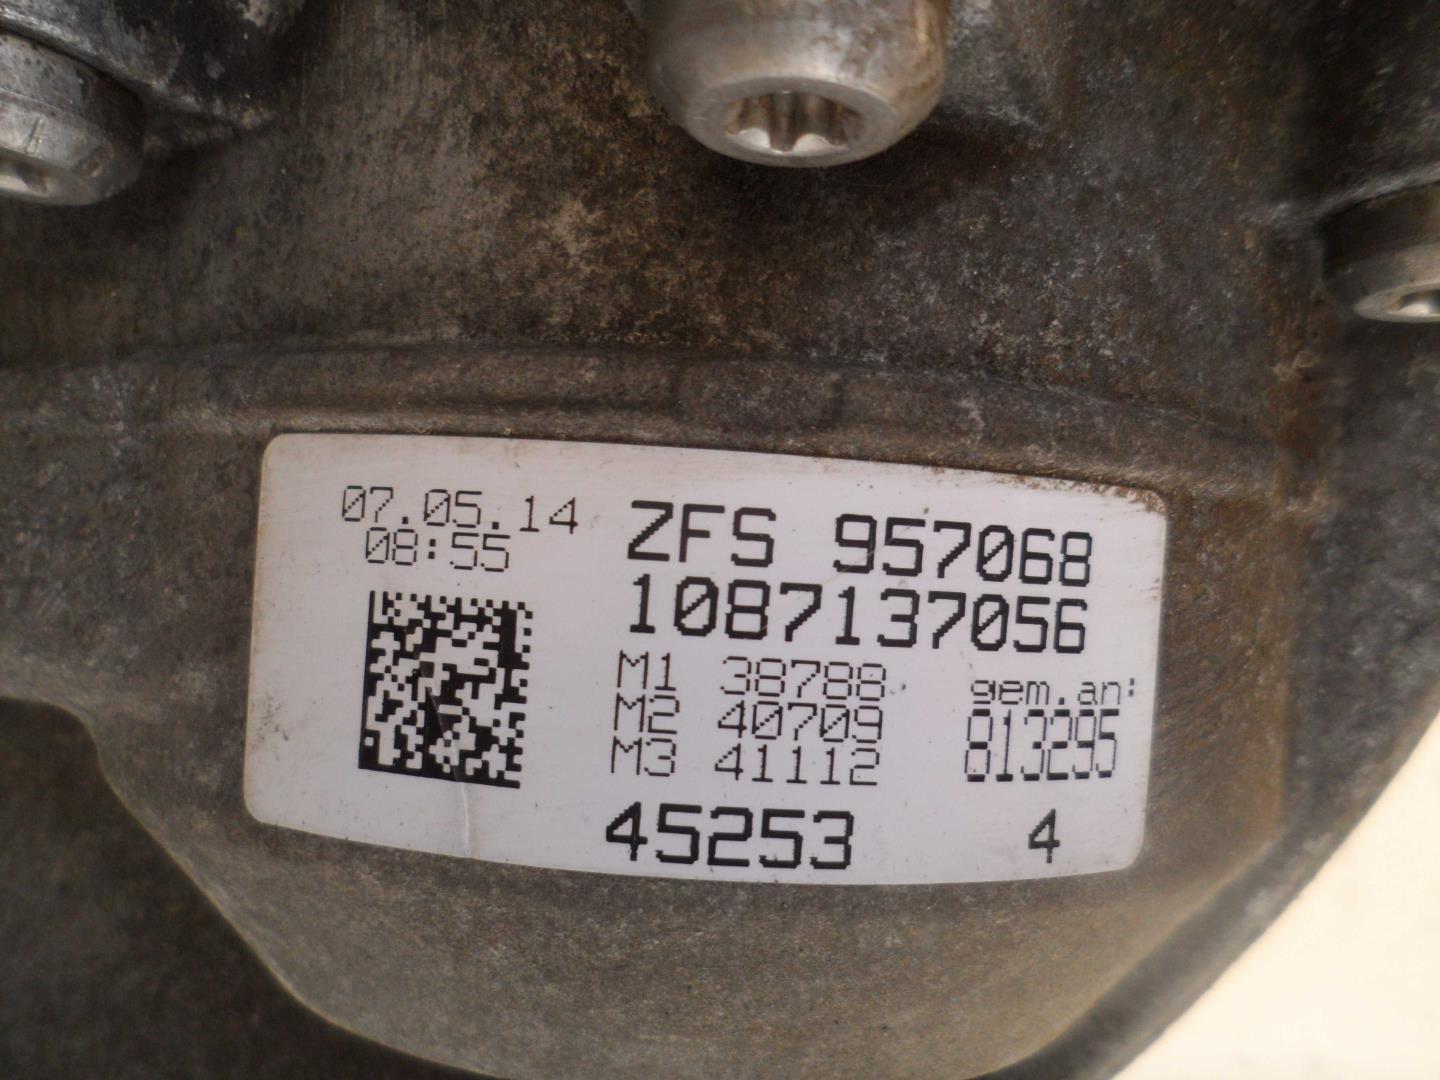 07.05.14
08:55
ZFS 957068
1087137056
M1 38788
M2 40709
M3 41112
gem.an:
813295
45253 4